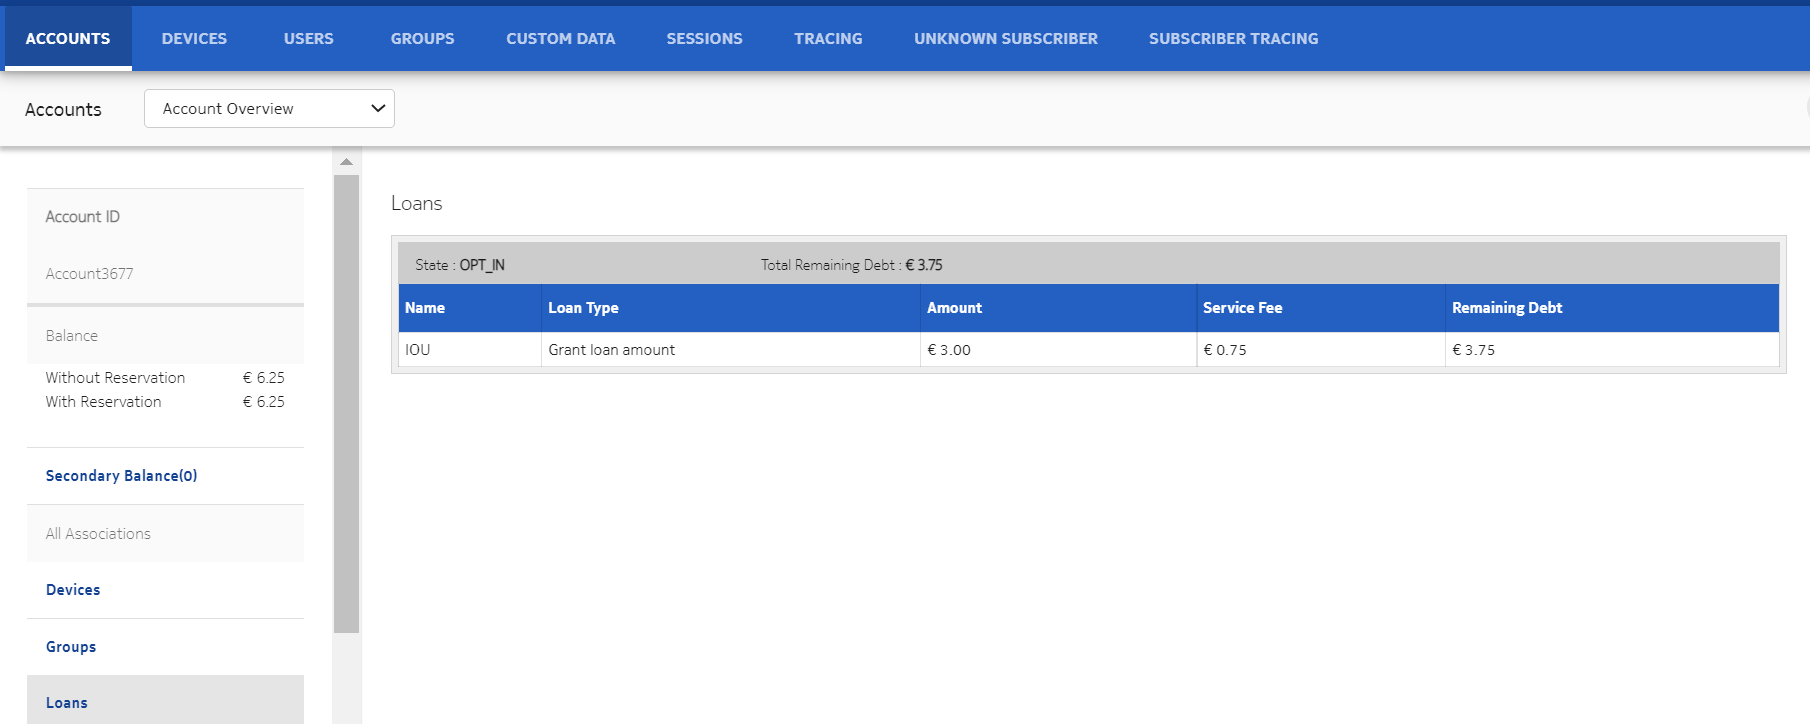 ACCOUNTS DEVICES USERS GROUPS CUSTOM DATA SESSIONS TRACING UNKNOWN SUBSCRIBER SUBSCRIBER TRACING
Accounts Account Overview
Account ID
Account3677
Balance
Without Reservation € 6.25
With Reservation € 6.25
Secondary Balance(0)
All Associations
Devices
Groups
Loans
Loans
State : OPT_IN Total Remaining Debt : € 3.75
Name Loan Type Amount Service Fee Remaining Debt
IOU Grant loan amount € 3.00 € 0.75 € 3.75